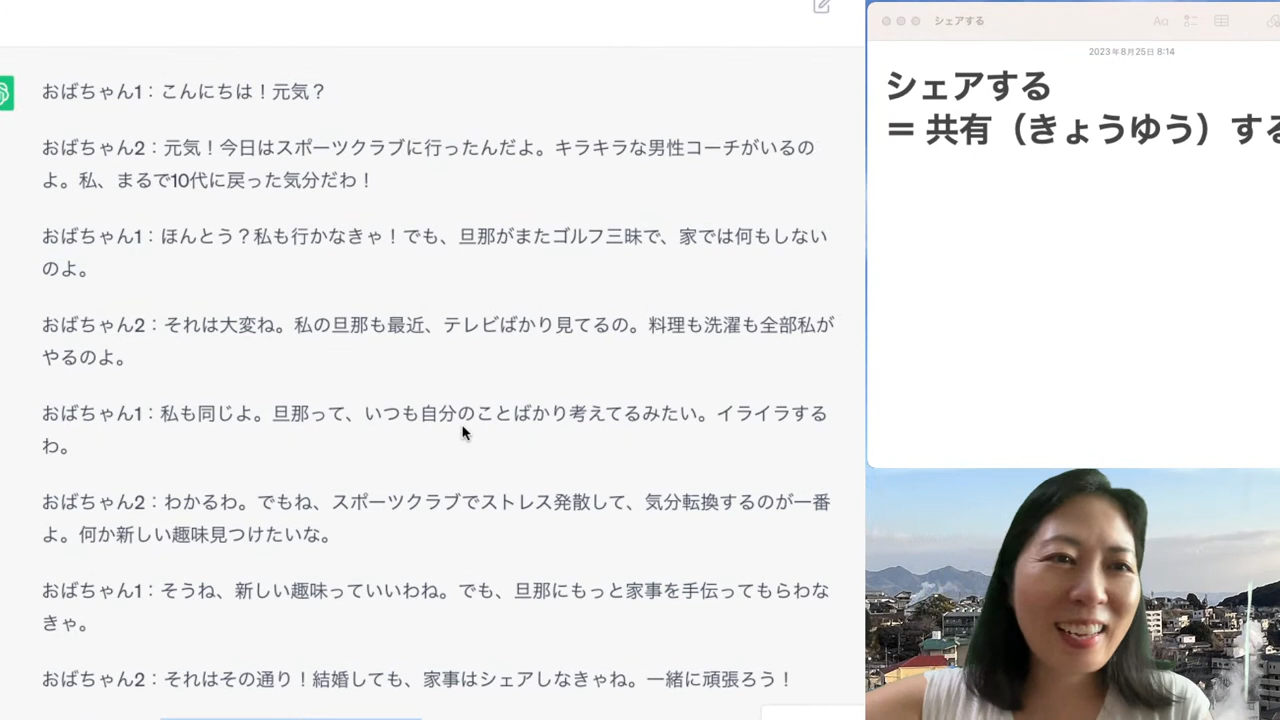 おばちゃん1：こんにちは！元気？
おばちゃん2：元気！今日はスポーツクラブに行ったんだよ。キラキラな男性コーチがいるの
よ。私、まるで10代に戻った気分だわ！
おばちゃん1：ほんとう？私も行かなきゃ！でも、旦那がまたゴルフ三昧で、家では何もしない
のよ。
おばちゃん2：それは大変ね。私の旦那も最近、テレビばかり見てるの。料理も洗濯も全部私が
やるのよ。
おばちゃん1：私も同じよ。旦那って、いつも自分のことばかり考えてるみたい。イライラする
わ。
おばちゃん2：わかるわ。でもね、スポーツクラブでストレス発散して、気分転換するのが一番
よ。何か新しい趣味見つけたいな。
おばちゃん1：そうね、新しい趣味っていいわね。でも、旦那にもっと家事を手伝ってもらわな
きゃ。
おばちゃん2：それはその通り！結婚しても、家事はシェアしなきゃね。一緒に頑張ろう！
シェアする
Aa
2023年8月25日 8:14
シェアする
＝ 共有（きょうゆう）する